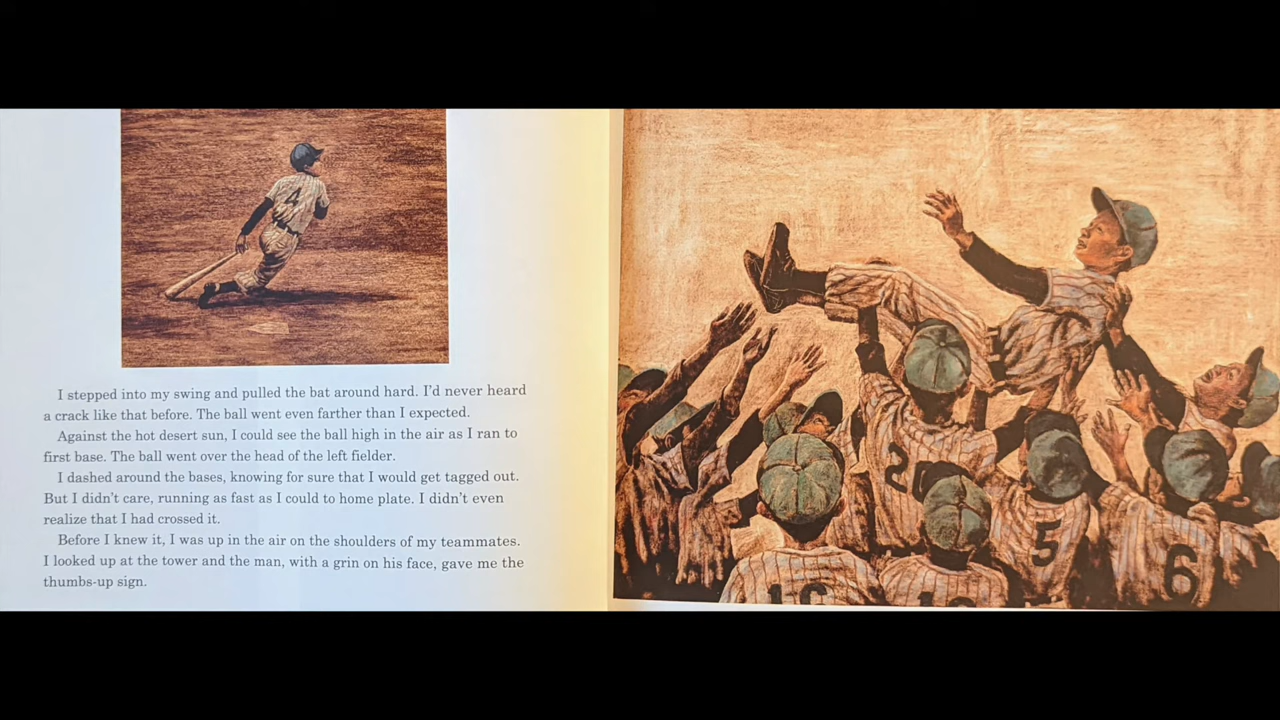 4
I stepped into my swing and pulled the bat around hard. I'd never heard
a crack like that before. The ball went even farther than I expected.
Against the hot desert sun, I could see the ball high in the air as I ran to
first base. The ball went over the head of the left fielder.
I dashed around the bases, knowing for sure that I would get tagged out.
But I didn't care, running as fast as I could to home plate. I didn't even
realize that I had crossed it.
Before I knew it, I was up in the air on the shoulders of my teammates.
I looked up at the tower and the man, with a grin on his face, gave me the
thumbs-up sign.
5
6